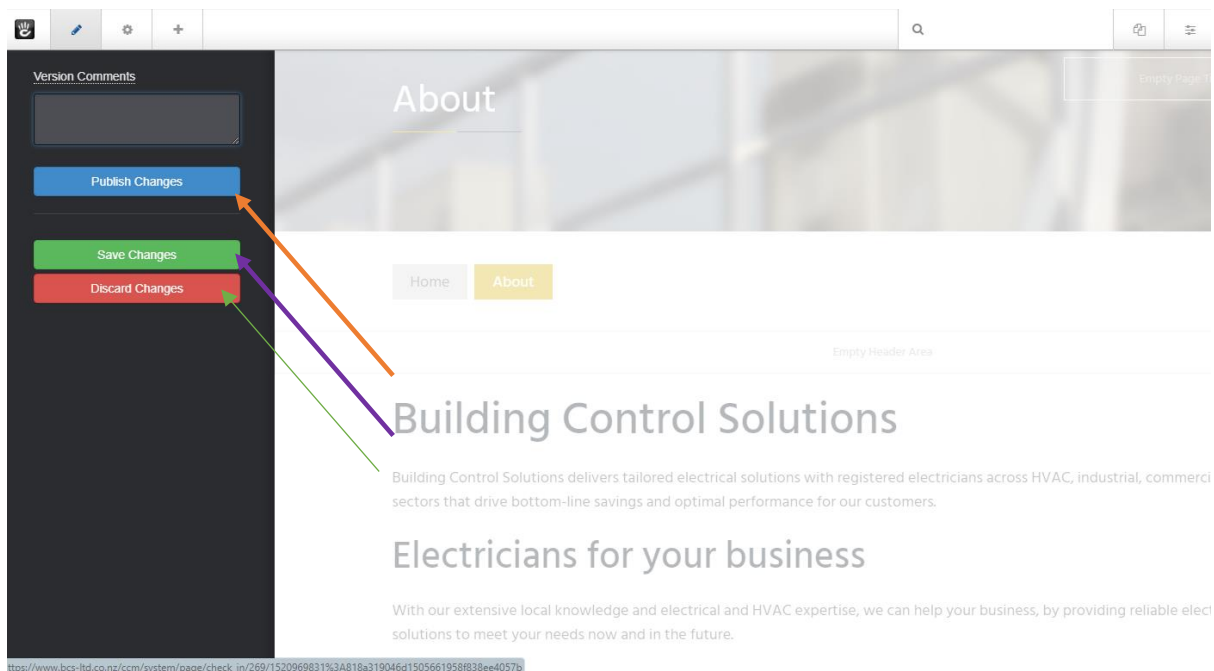 Version Comments
About
Empty Page
Publish Changes
Save Changes
Discard Changes
Home
About
Empty Header Area
Building Control Solutions
Building Control Solutions delivers tailored electrical solutions with registered electricians across HVAC, industrial,
sectors that drive bottom-line savings and optimal performance for our customers.
Electricians for your business
With our extensive local knowledge and electrical and HVAC expertise, we can help your business, by providing reliable
solutions to meet your needs now and in the future.
ttps://www.bcs-ltd.co.nz/ccm/system/page/check_in/269/1520969831%3A818a319046d1505661958f838ee4057b